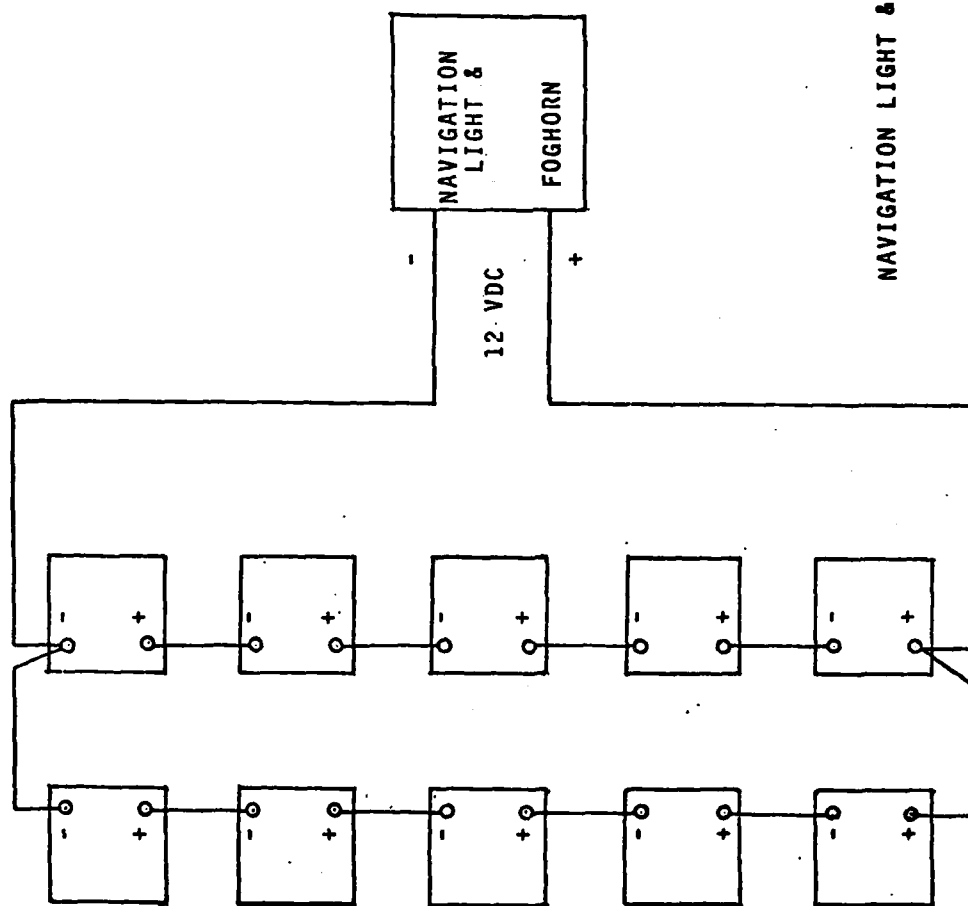 NAVIGATION
LIGHT &
FOGHORN
-
12 VDC
+
- + - + - + - + - +
- + - + - + - + - +
NAVIGATION LIGHT &